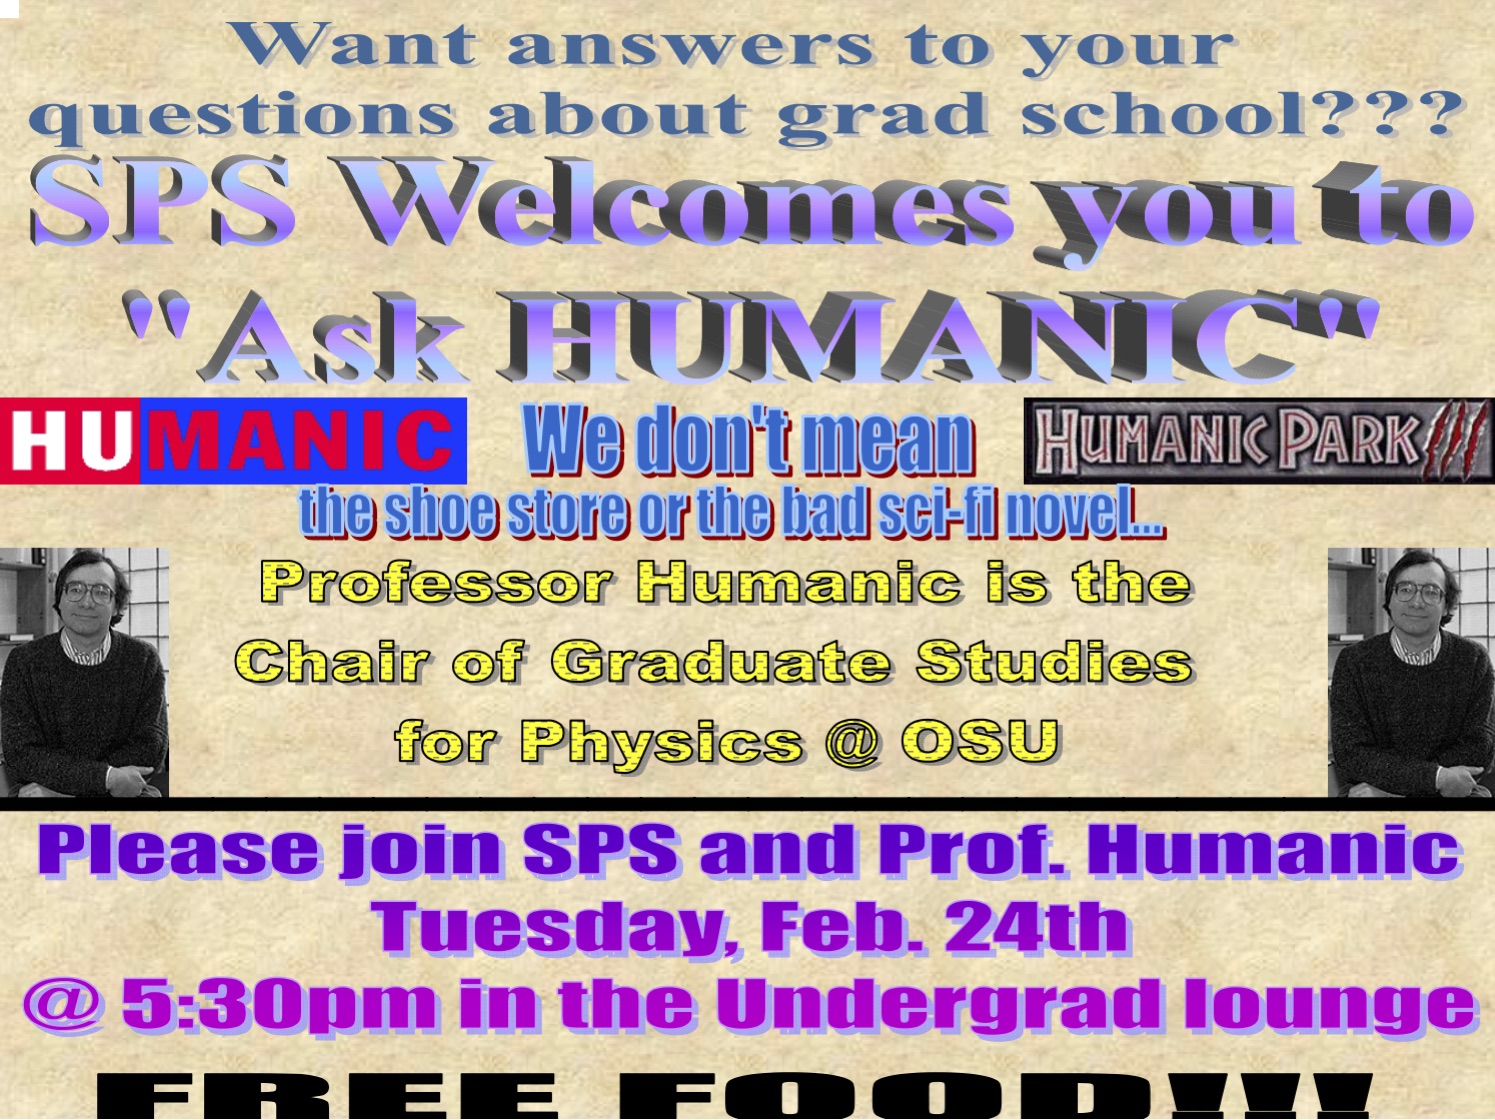 Want answers to your
questions about grad school???
SPS Welcomes you to
"Ask HUMANIC"
HUMANIC
We don't mean
HUMANIC PARK
the shoe store or the bad sci-fi novel...
Professor Humanic is the
Chair of Graduate Studies
for Physics @ OSU
Please join SPS and Prof. Humanic
Tuesday, Feb. 24th
@ 5:30pm in the Undergrad lounge
FREE FOOD!!!